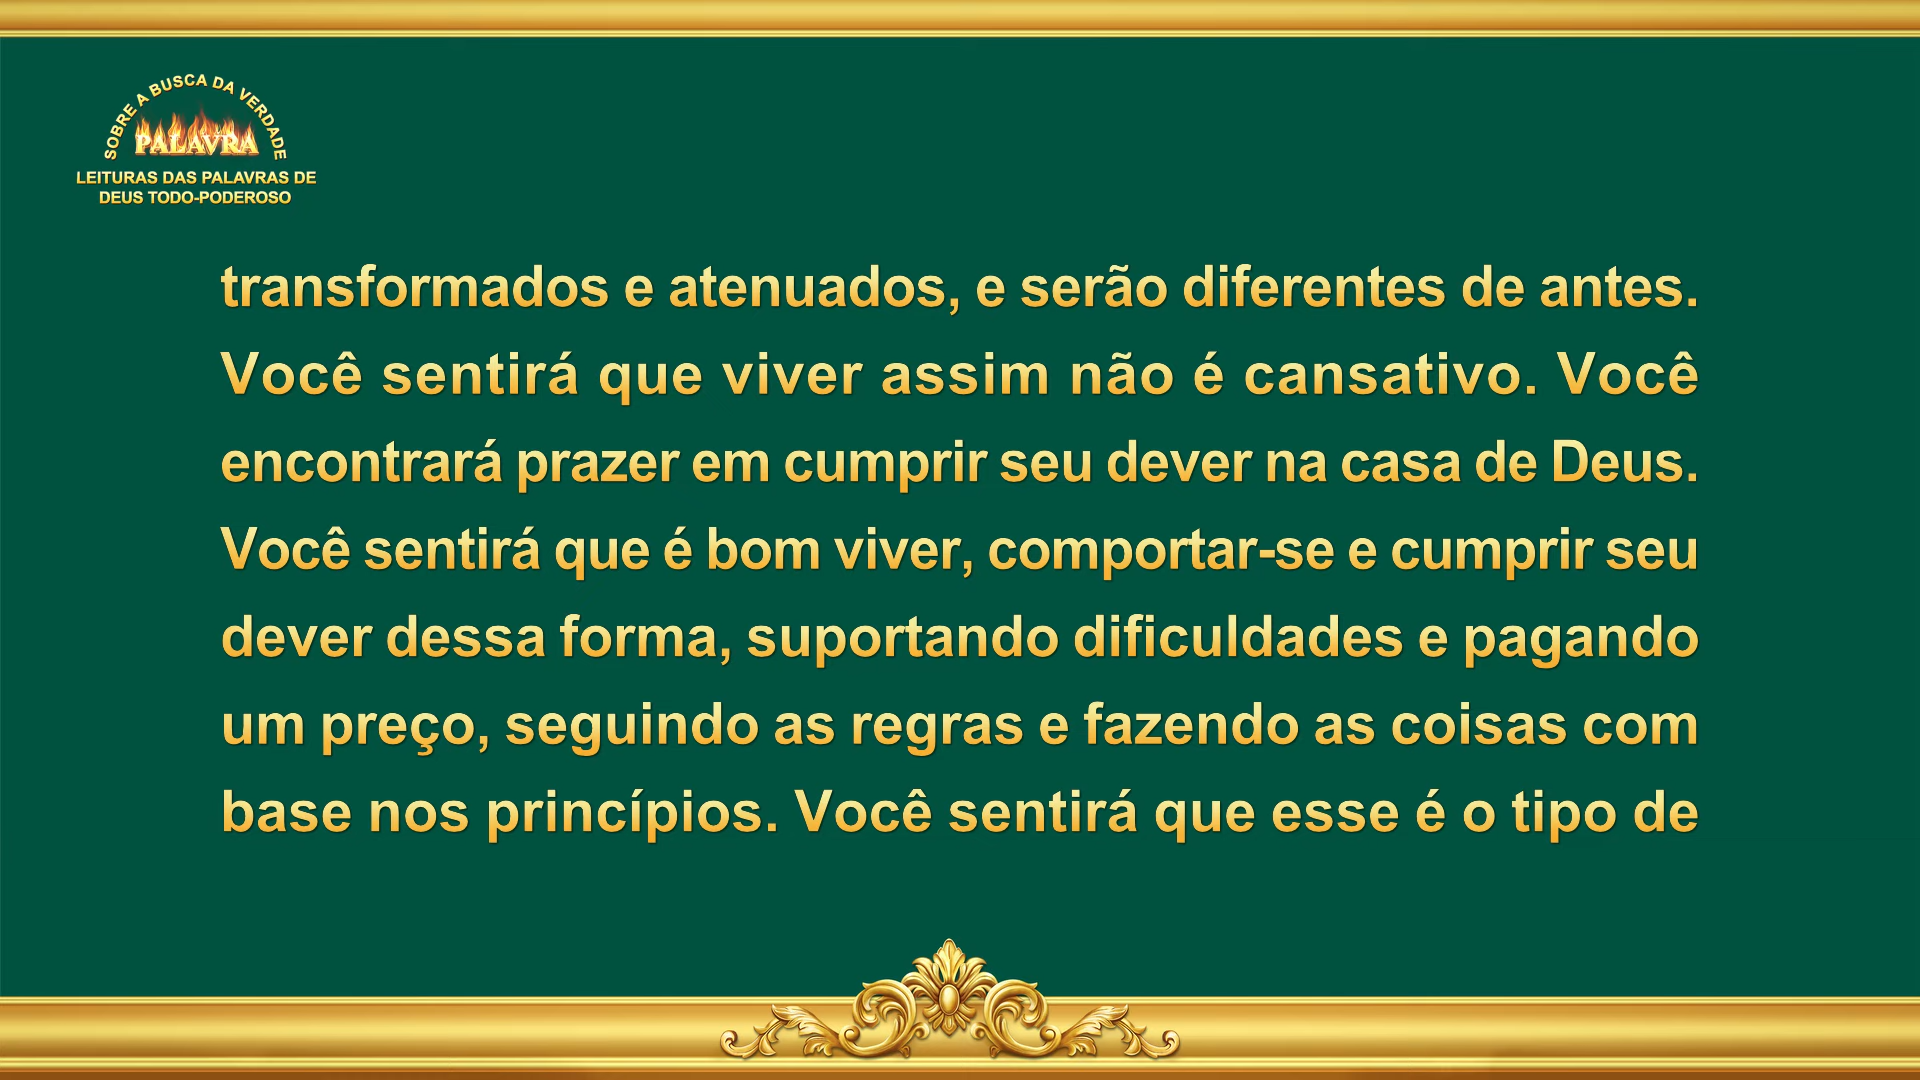 SOBRE A BUSCA DA VERDADE
PALAVRA
LEITURAS DAS PALAVRAS DE
DEUS TODO-PODEROSO
transformados e atenuados, e serão diferentes de antes.
Você sentirá que viver assim não é cansativo. Você
encontrará prazer em cumprir seu dever na casa de Deus.
Você sentirá que é bom viver, comportar-se e cumprir seu
dever dessa forma, suportando dificuldades e pagando
um preço, seguindo as regras e fazendo as coisas com
base nos princípios. Você sentirá que esse é o tipo de